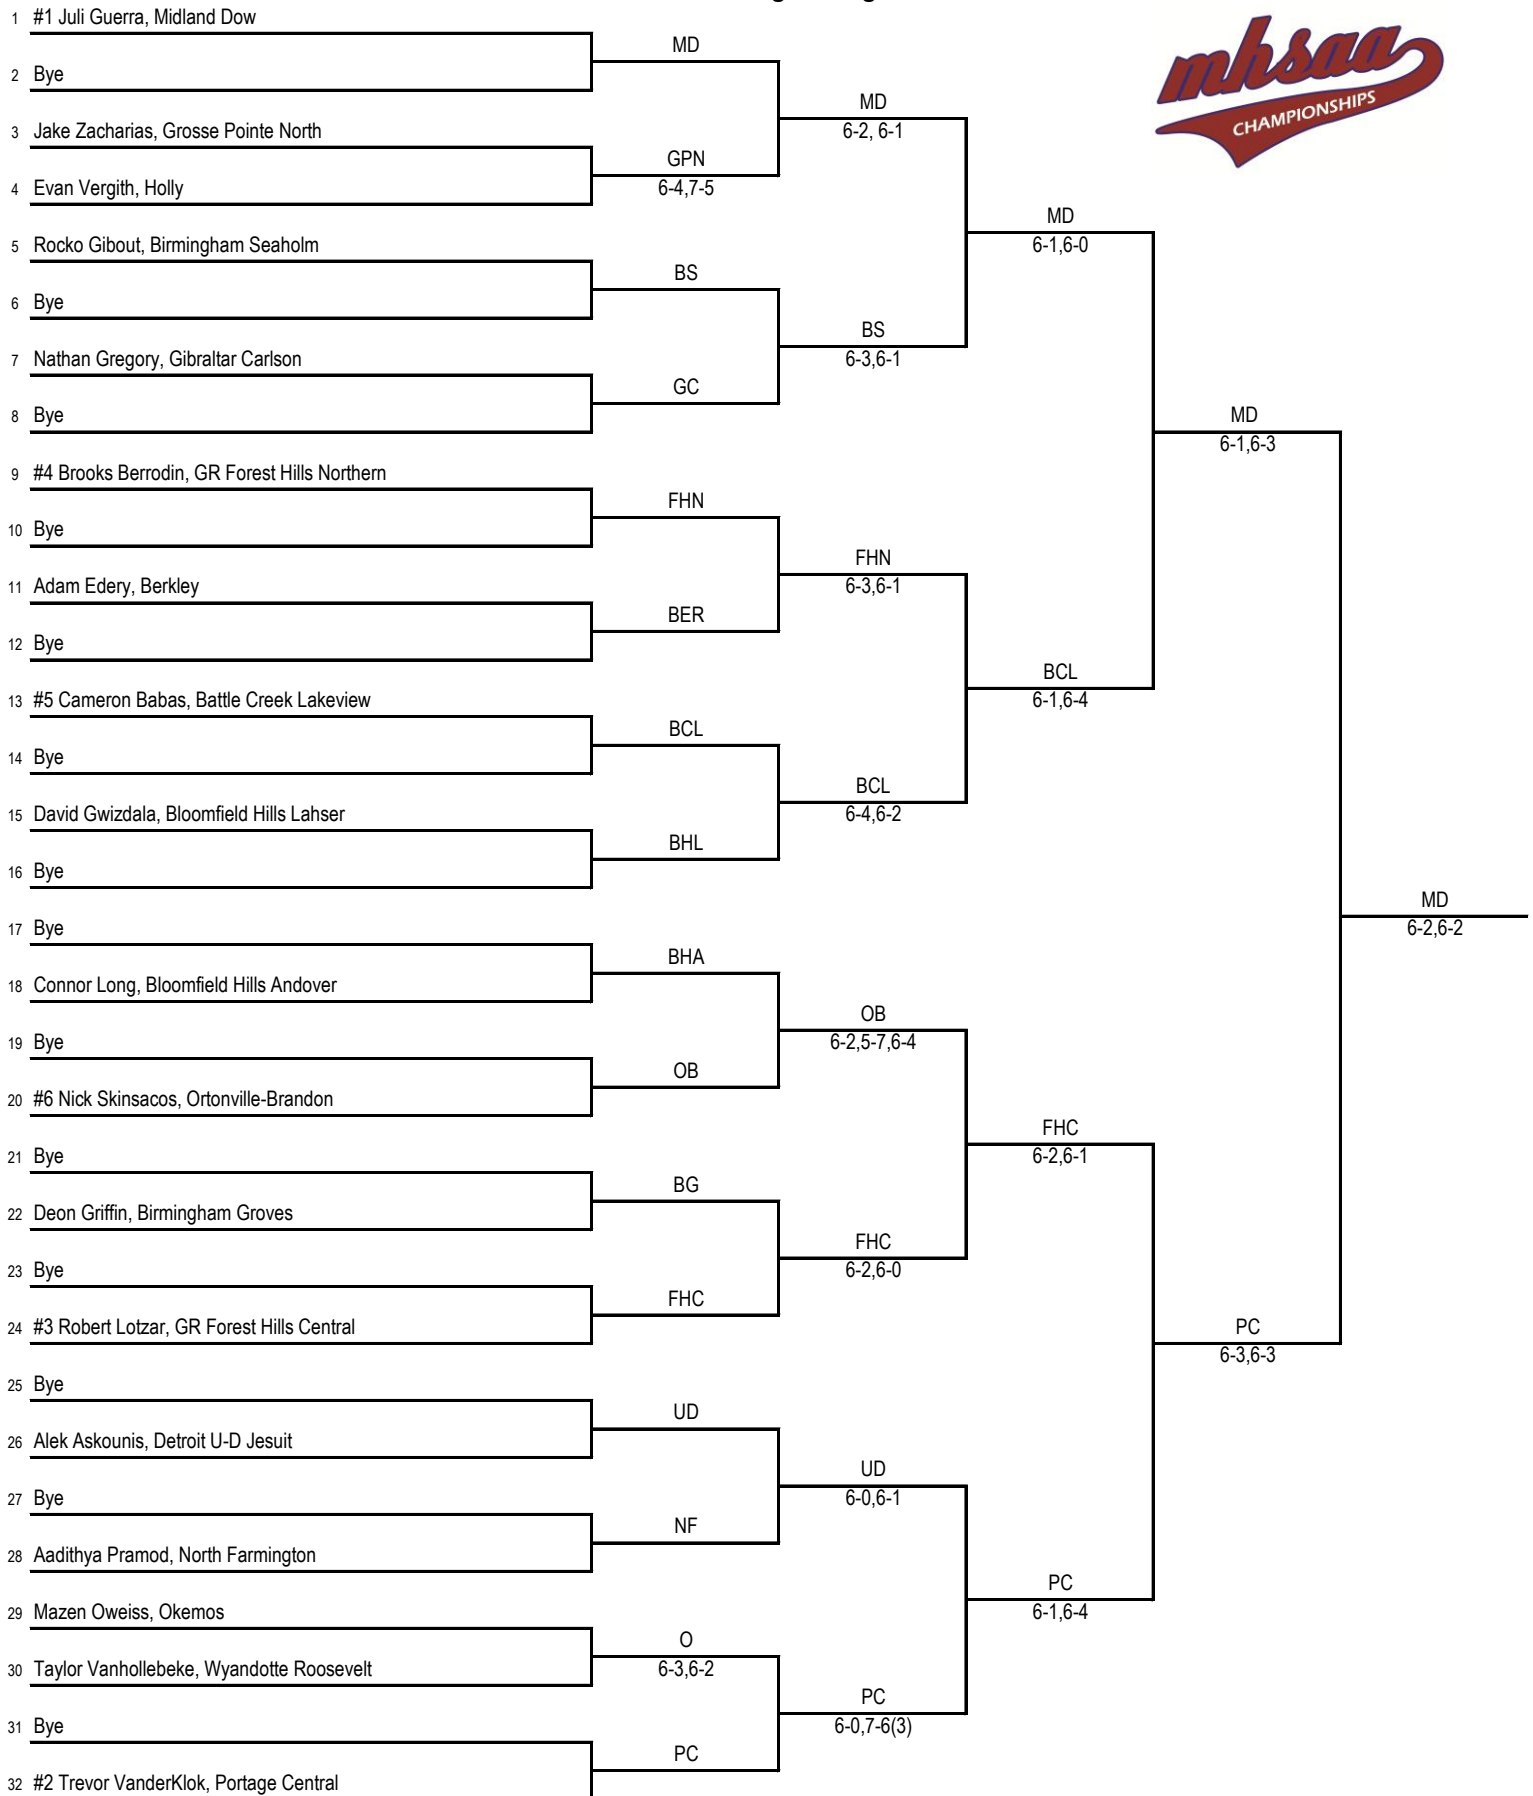 1 #1 Juli Guerra, Midland Dow
MD
2 Bye
MD
6-2, 6-1
3 Jake Zacharias, Grosse Pointe North
GPN
6-4,7-5
4 Evan Vergith, Holly
MD
6-1,6-0
5 Rocko Gibout, Birmingham Seaholm
BS
6 Bye
BS
6-3,6-1
7 Nathan Gregory, Gibraltar Carlson
GC
8 Bye
MD
6-1,6-3
9 #4 Brooks Berrodin, GR Forest Hills Northern
FHN
10 Bye
FHN
6-3,6-1
11 Adam Edery, Berkley
BER
12 Bye
BCL
6-1,6-4
13 #5 Cameron Babas, Battle Creek Lakeview
BCL
14 Bye
BCL
6-4,6-2
15 David Gwizdala, Bloomfield Hills Lahser
BHL
16 Bye
MD
6-2,6-2
17 Bye
BHA
18 Connor Long, Bloomfield Hills Andover
OB
6-2,5-7,6-4
19 Bye
OB
20 #6 Nick Skinsacos, Ortonville-Brandon
FHC
6-2,6-1
21 Bye
BG
22 Deon Griffin, Birmingham Groves
FHC
6-2,6-0
23 Bye
FHC
24 #3 Robert Lotzar, GR Forest Hills Central
PC
6-3,6-3
25 Bye
UD
26 Alek Askounis, Detroit U-D Jesuit
UD
6-0,6-1
27 Bye
NF
28 Aadithya Pramod, North Farmington
PC
6-1,6-4
29 Mazen Oweiss, Okemos
O
6-3,6-2
30 Taylor Vanhollebeke, Wyandotte Roosevelt
PC
6-0,7-6(3)
31 Bye
PC
32 #2 Trevor VanderKlok, Portage Central
mhsaa
CHAMPIONSHIPS